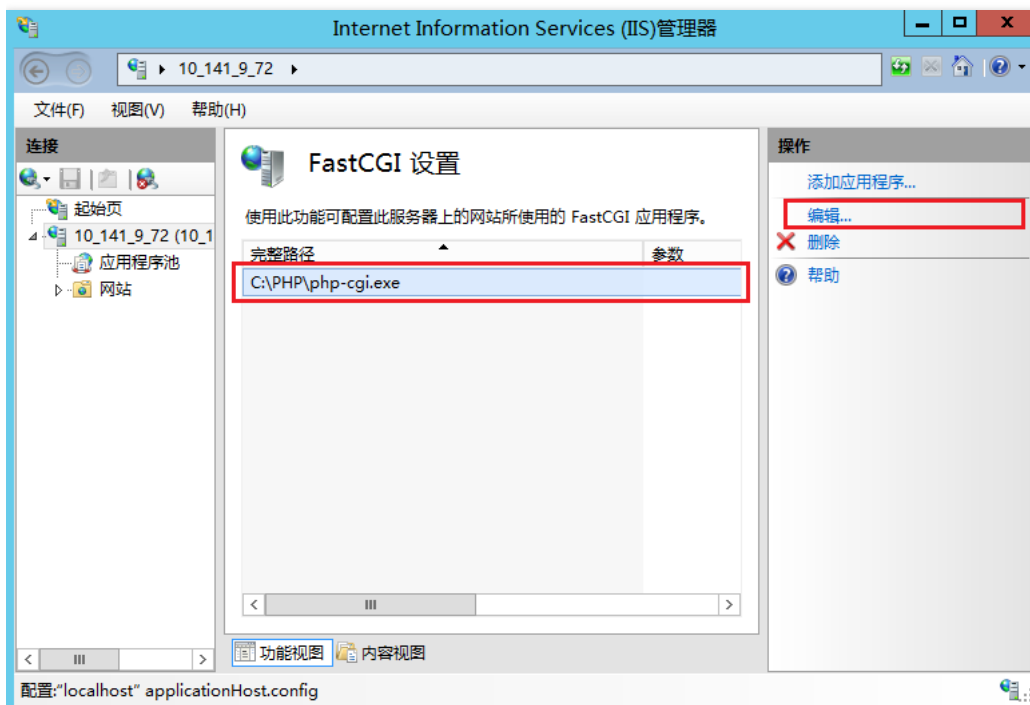 Internet Information Services (IIS)管理器
10_141_9_72
文件(F) 视图(V) 帮助(H)
连接
起始页
10_141_9_72 (10_1
应用程序池
网站
FastCGI 设置
使用此功能可配置此服务器上的网站所使用的 FastCGI 应用程序。
完整路径 参数
C:\PHP\php-cgi.exe
功能视图 内容视图
操作
添加应用程序...
编辑...
删除
帮助
配置:"localhost" applicationHost.config